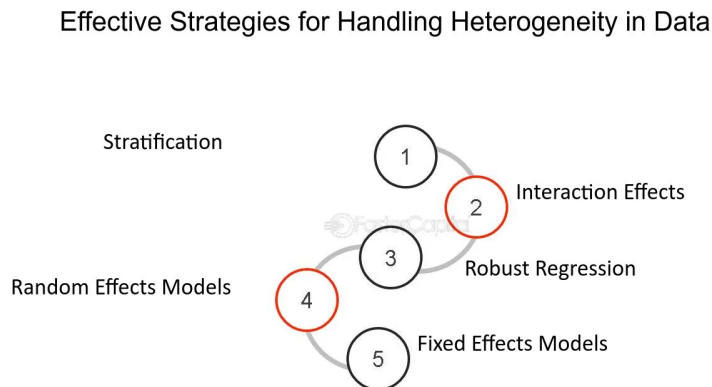 Effective Strategies for Handling Heterogeneity in Data
Stratification
1
2
Interaction Effects
FasterCapital
3
Robust Regression
Random Effects Models
4
5
Fixed Effects Models